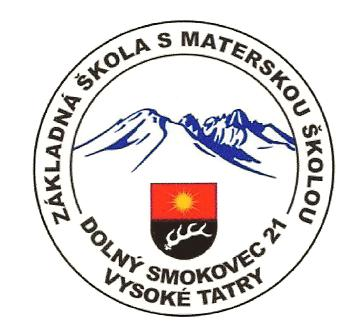 ZÁKLADNÁ ŠKOLA S MATERSKOU ŠKOLOU
DOLNÝ SMOKOVEC 21
VYSOKÉ TATRY